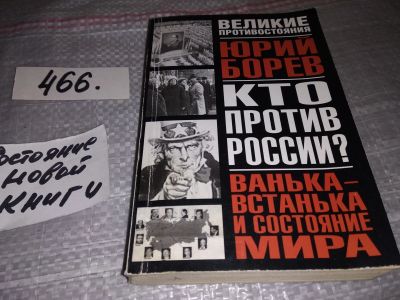 466.
состояние
новой
книги
ВЕЛИКИЕ
ПРОТИВОСТОЯНИЯ
ЮРИЙ
БОРЕВ
КТО
ПРОТИВ
РОССИИ?
ВАНЬКА-
ВСТАНЬКА
И СОСТОЯНИЕ
МИРА